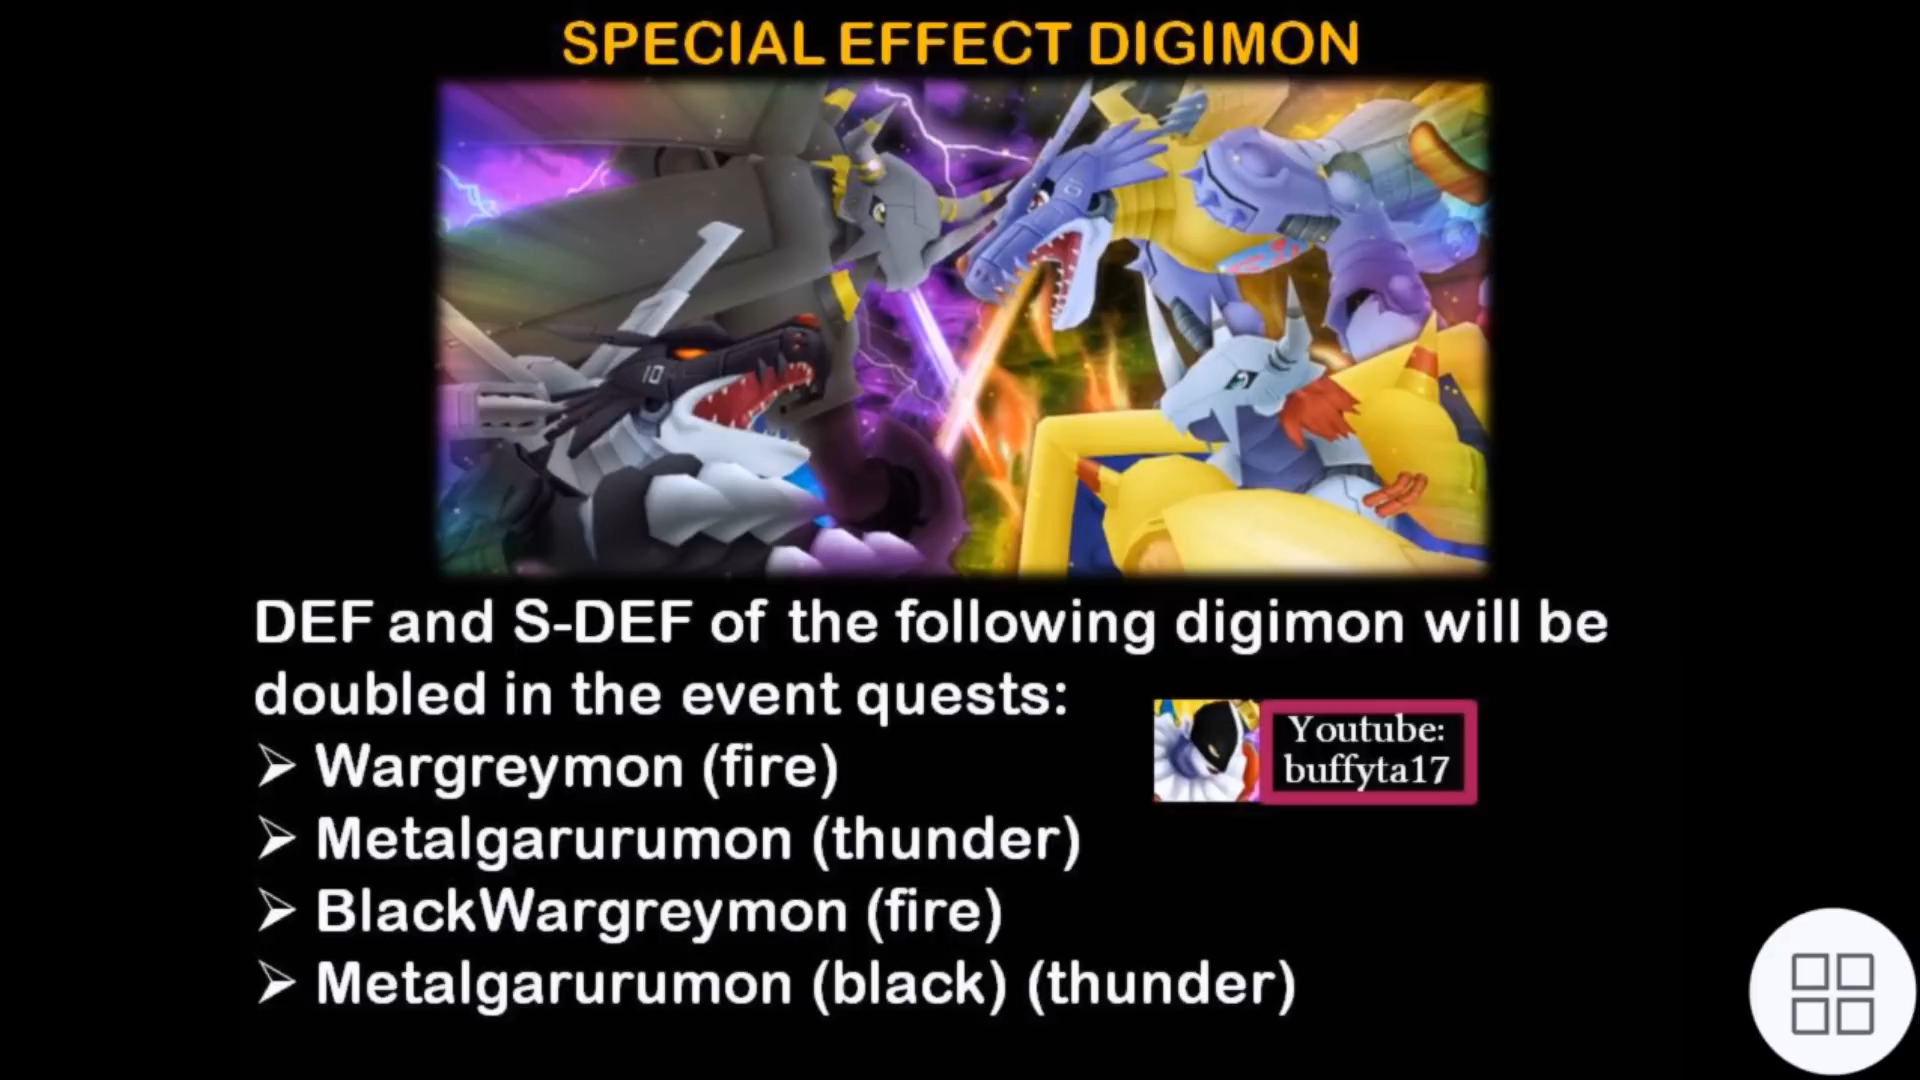 SPECIAL EFFECT DIGIMON
10
DEF and S-DEF of the following digimon will be
doubled in the event quests:
Youtube:
buffyta17
➢ Wargreymon (fire)
➢ Metalgarurumon (thunder)
➢ BlackWargreymon (fire)
➢ Metalgarurumon (black) (thunder)